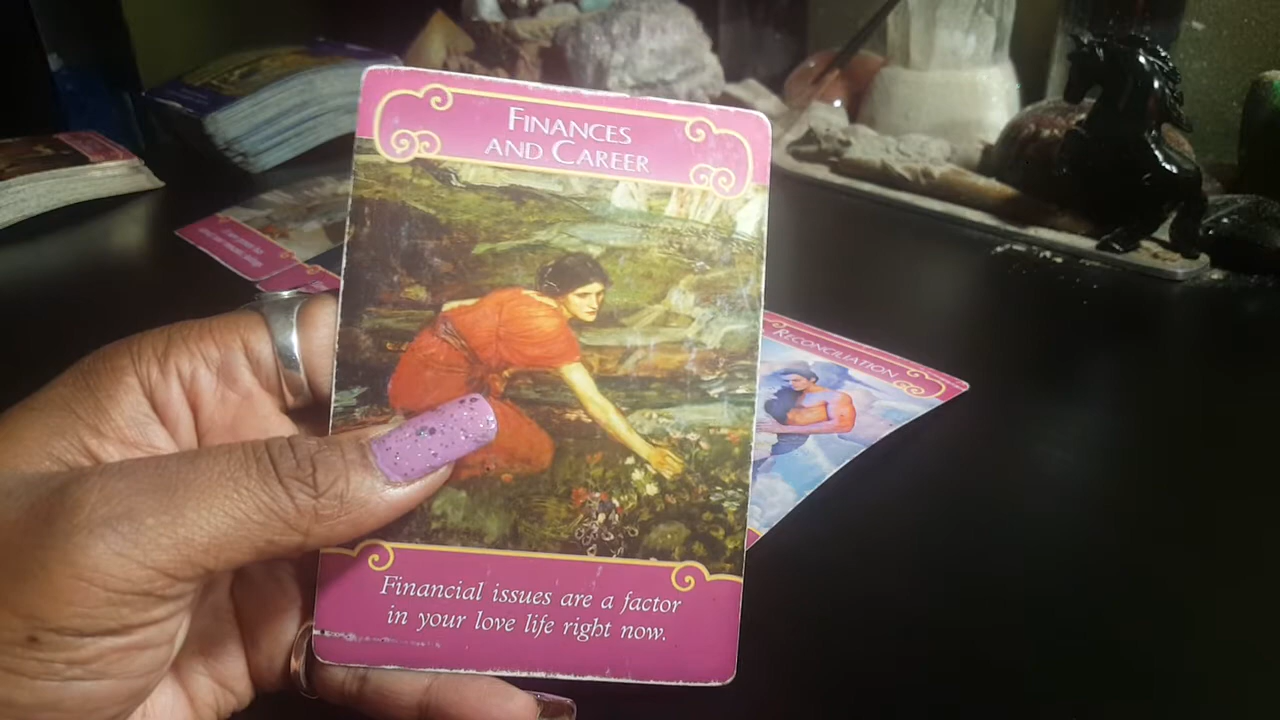 FINANCES
AND CAREER
Financial issues are a factor
in your love life right now.
RECONCILIATION